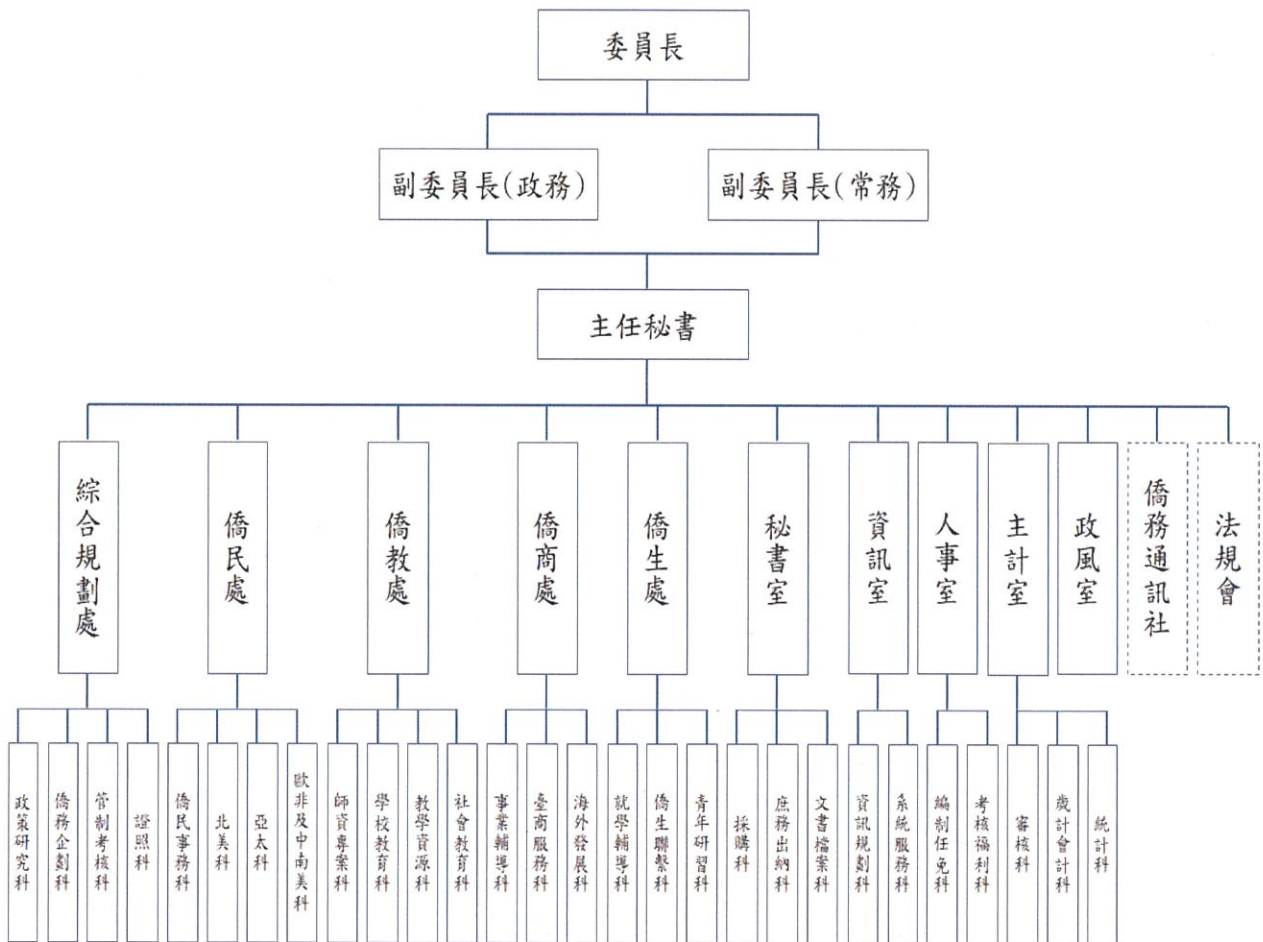 委員長
副委員長(政務)
副委員長(常務)
主任秘書
綜合規劃處
僑民處
僑教處
僑商處
僑生處
秘書室
資訊室
人事室
主計室
政風室
僑務通訊社
法規會
政策研究科
僑務企劃科
管制考核科
證照科
僑民事務科
北美科
亞太科
歐非及中南美科
師資專案科
學校教育科
教學資源科
社會教育科
事業輔導科
臺商服務科
海外發展科
就學輔導科
僑生聯繫科
青年研習科
採購科
庶務出納科
文書檔案科
資訊規劃科
系統服務科
編制任免科
考核福利科
審核科
歲計會計科
統計科